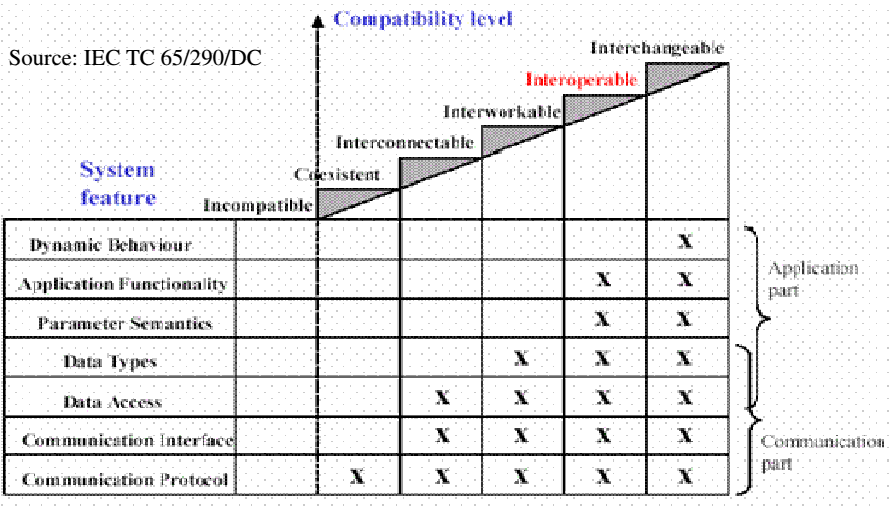 Compatibility level
Source: IEC TC 65/290/DC
Interchangeable
Interoperable
Interworkable
Interconnectable
Coexistent
Incompatible
System
feature
Dynamic Behaviour X
Application Functionality X X
Parameter Semantics X X
Data Types X X X
Data Access X X X X
Communication Interface X X X X
Communication Protocol X X X X X
Application
part
Communication
part